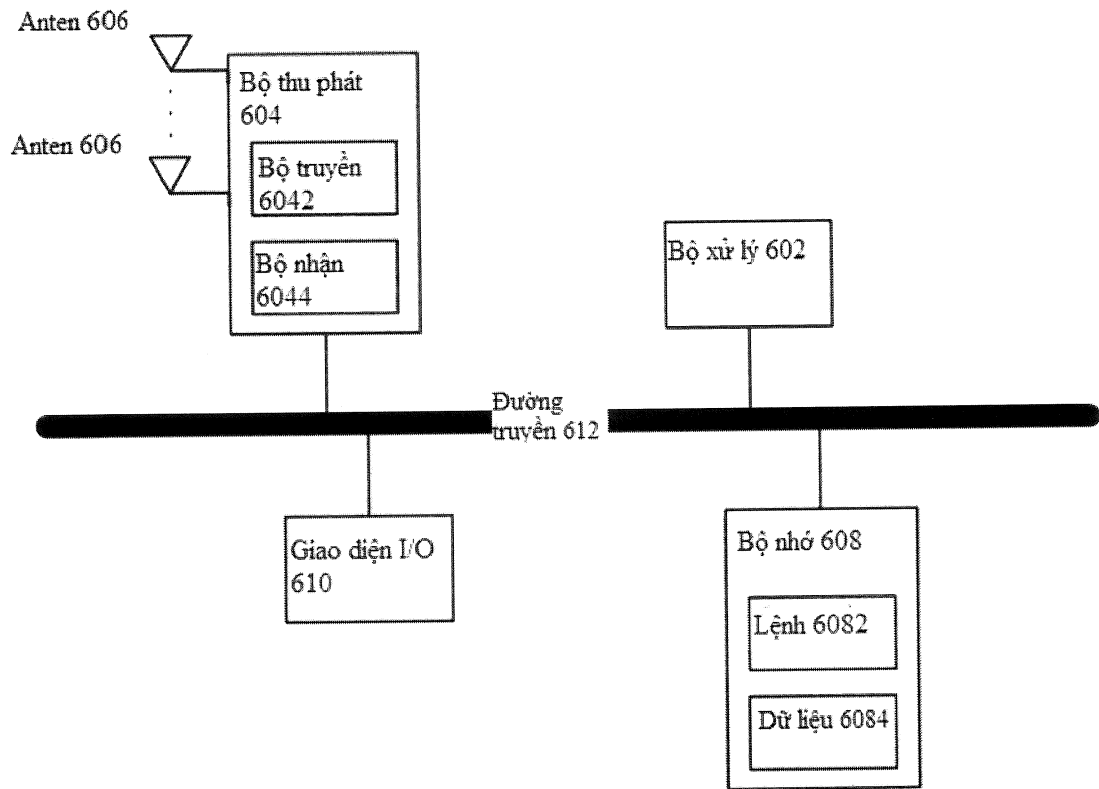 Anten 606
Bộ thu phát
604
Anten 606
Bộ truyền
6042
Bộ nhận
6044
Bộ xử lý 602
Đường
truyền 612
Giao diện I/O
610
Bộ nhớ 608
Lệnh 6082
Dữ liệu 6084